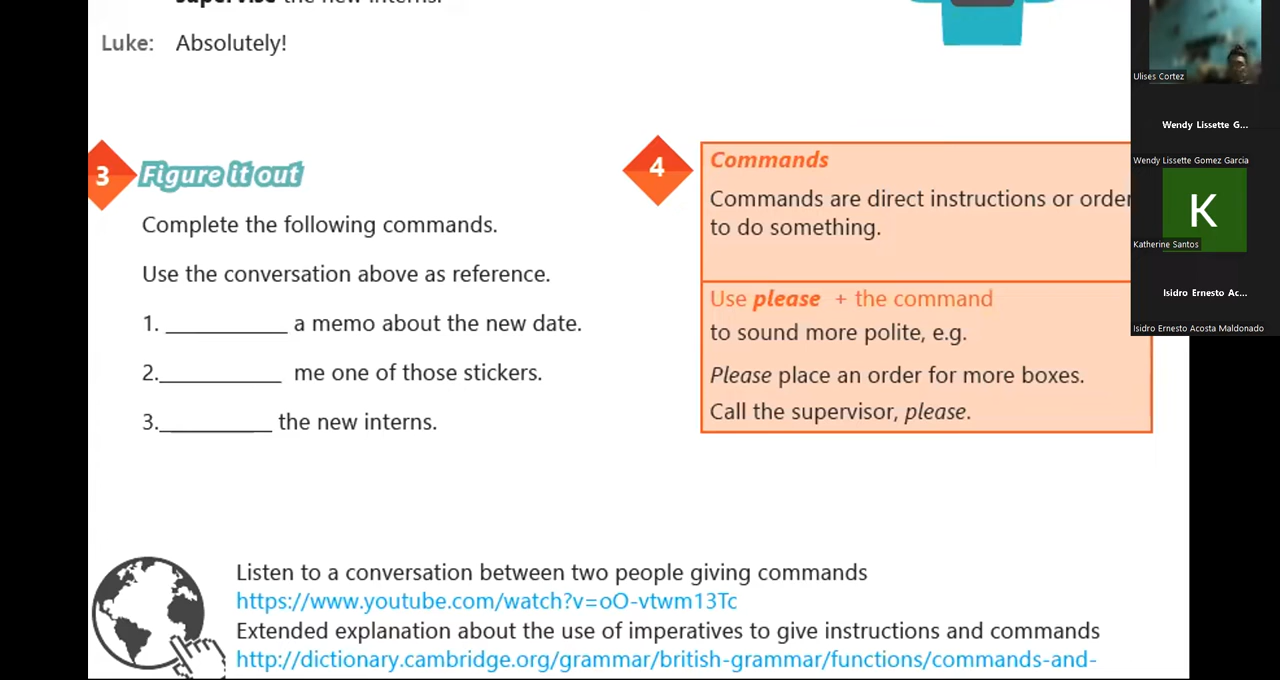 supervise the new interns.
Luke: Absolutely!
3
Figure it out
Complete the following commands.
Use the conversation above as reference.
1. __________ a memo about the new date.
2.__________ me one of those stickers.
3._________ the new interns.
4
Commands
Commands are direct instructions or order
to do something.
Use please + the command
to sound more polite, e.g.
Please place an order for more boxes.
Call the supervisor, please.
Listen to a conversation between two people giving commands
https://www.youtube.com/watch?v=oO-vtwm13Tc
Extended explanation about the use of imperatives to give instructions and commands
http://dictionary.cambridge.org/grammar/british-grammar/functions/commands-and-
Ulises Cortez
Wendy Lissette G...
Wendy Lissette Gomez Garcia
K
Katherine Santos
Isidro Ernesto Ac...
Isidro Ernesto Acosta Maldonado